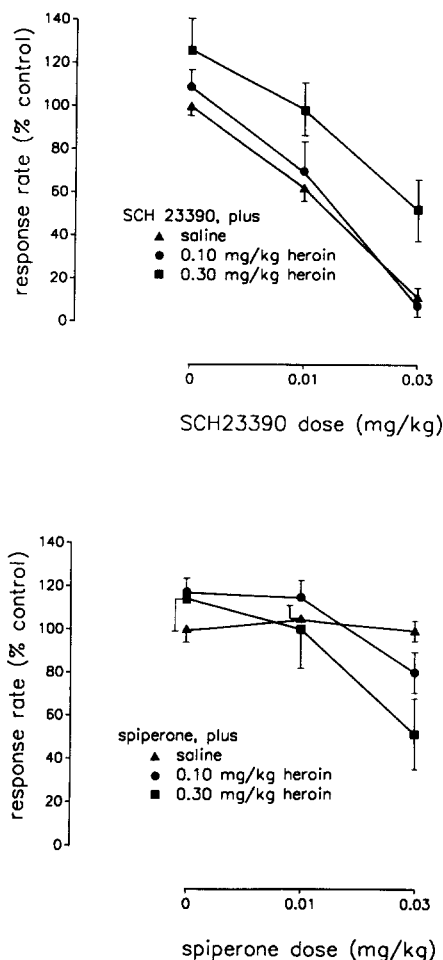 140
120
100
80
60
40
20
0
response rate (% control)
SCH 23390, plus
▲ saline
● 0.10 mg/kg heroin
■ 0.30 mg/kg heroin
0 0.01 0.03
SCH23390 dose (mg/kg)
140
120
100
80
60
40
20
0
response rate (% control)
spiperone, plus
▲ saline
● 0.10 mg/kg heroin
■ 0.30 mg/kg heroin
0 0.01 0.03
spiperone dose (mg/kg)